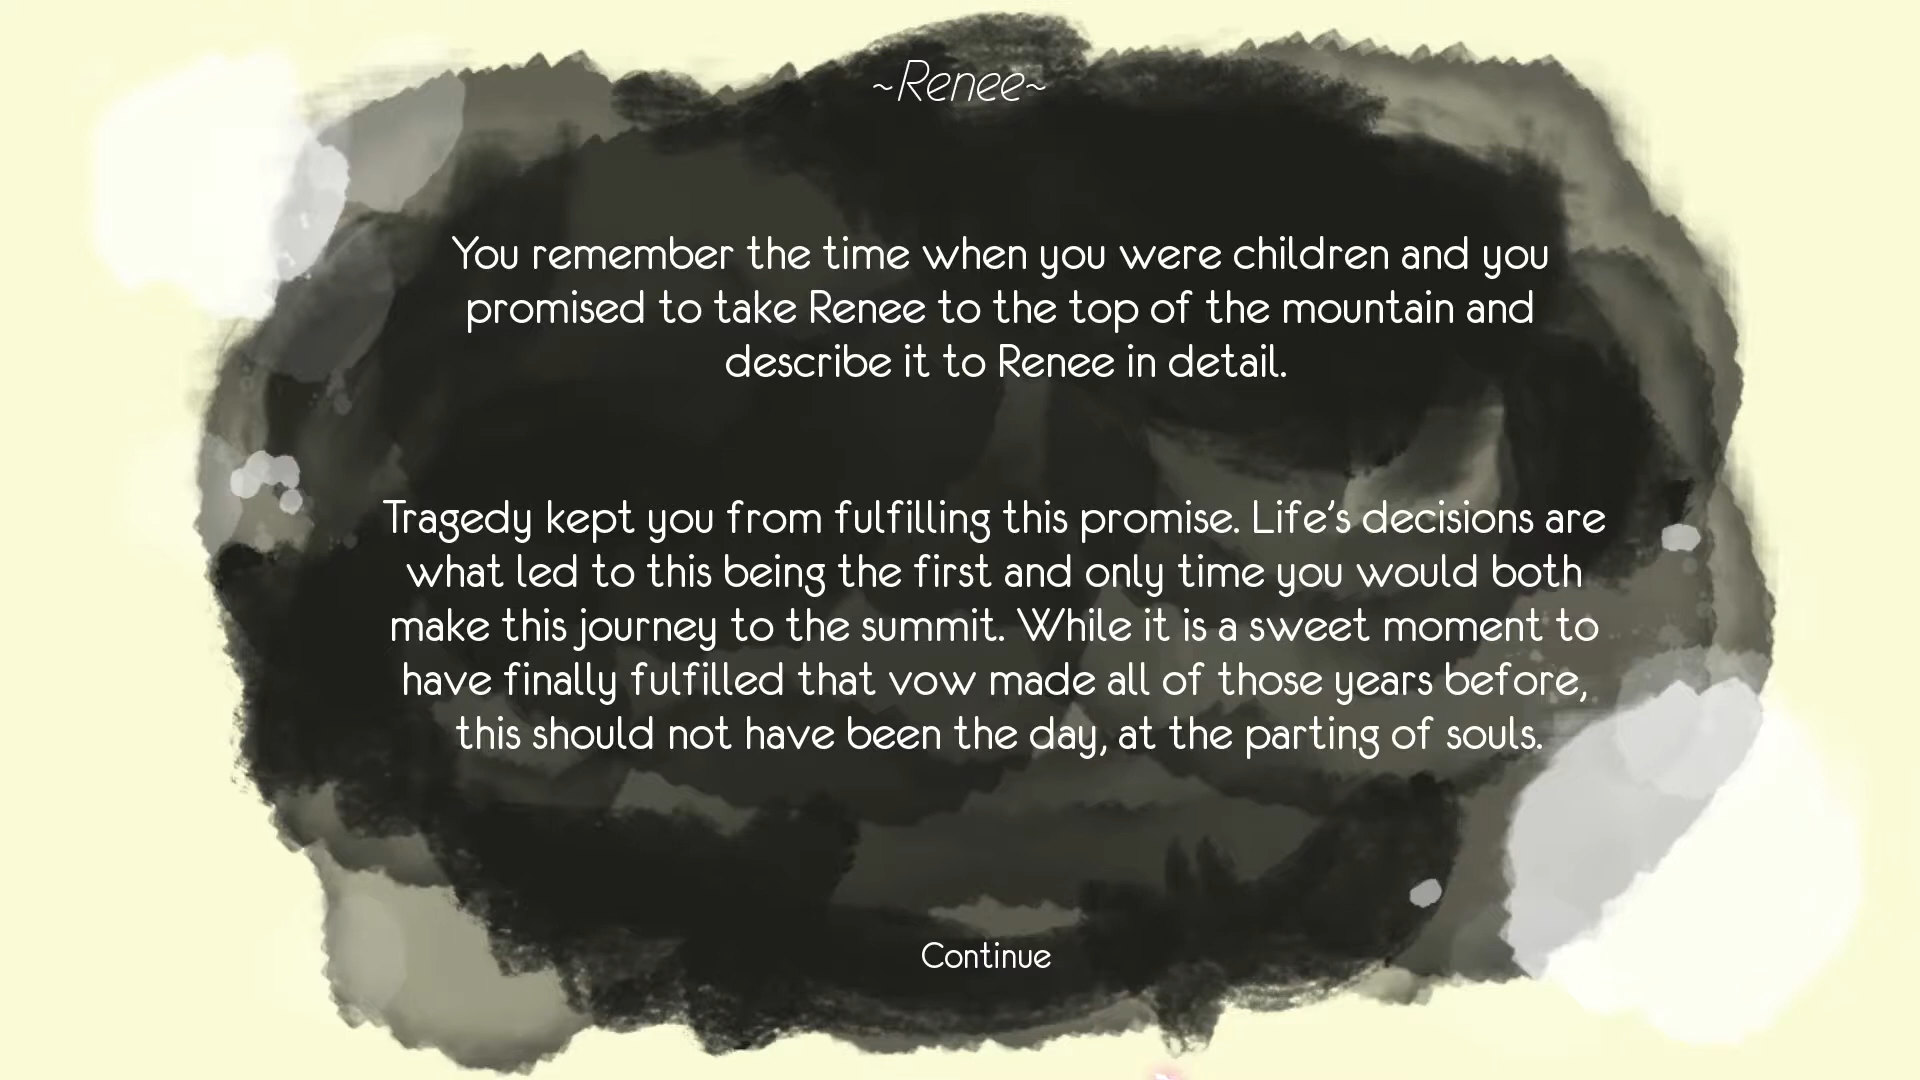 ~Renee~
You remember the time when you were children and you
promised to take Renee to the top of the mountain and
describe it to Renee in detail.
Tragedy kept you from fulfilling this promise. Life's decisions are
what led to this being the first and only time you would both
make this journey to the summit. While it is a sweet moment to
have finally fulfilled that vow made all of those years before,
this should not have been the day, at the parting of souls.
Continue